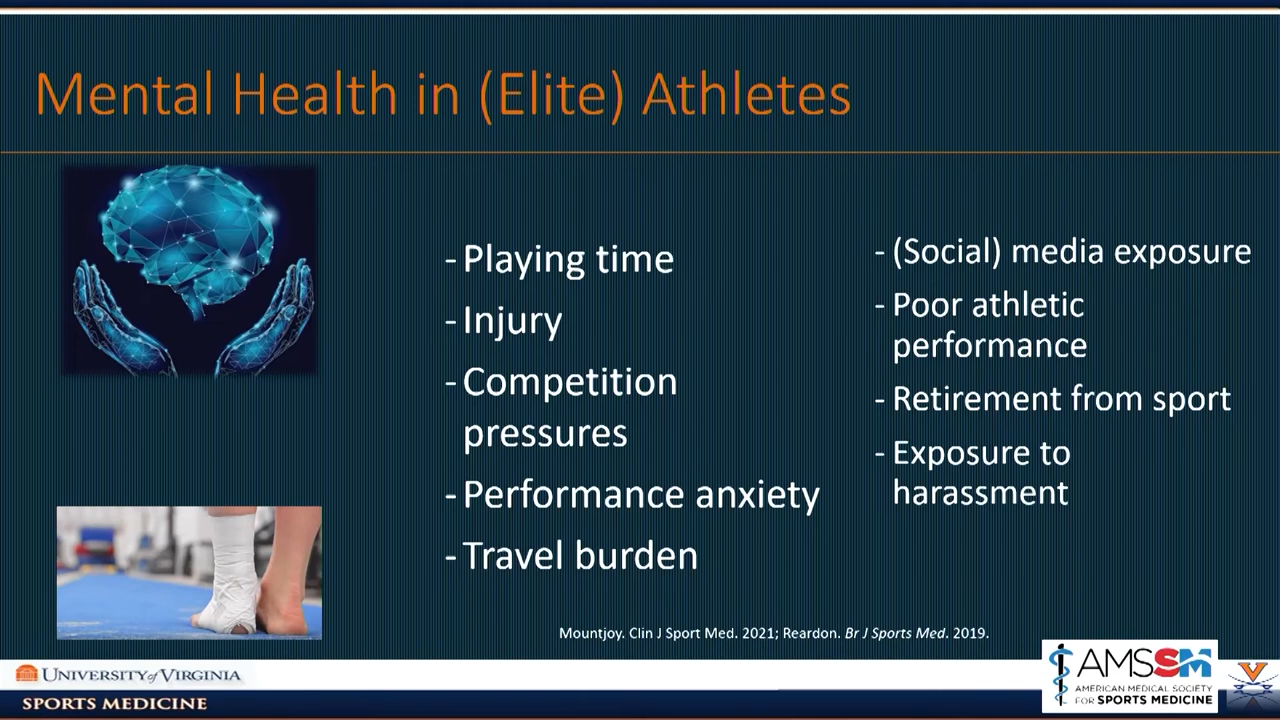 Mental Health in (Elite) Athletes
- Playing time
- Injury
- Competition
pressures
- Performance anxiety
- Travel burden
- (Social) media exposure
- Poor athletic
performance
- Retirement from sport
- Exposure to
harassment
Mountjoy. Clin J Sport Med. 2021; Reardon. Br J Sports Med. 2019.
UNIVERSITY of VIRGINIA
SPORTS MEDICINE
AMSSM
AMERICAN MEDICAL SOCIETY
FOR SPORTS MEDICINE
V